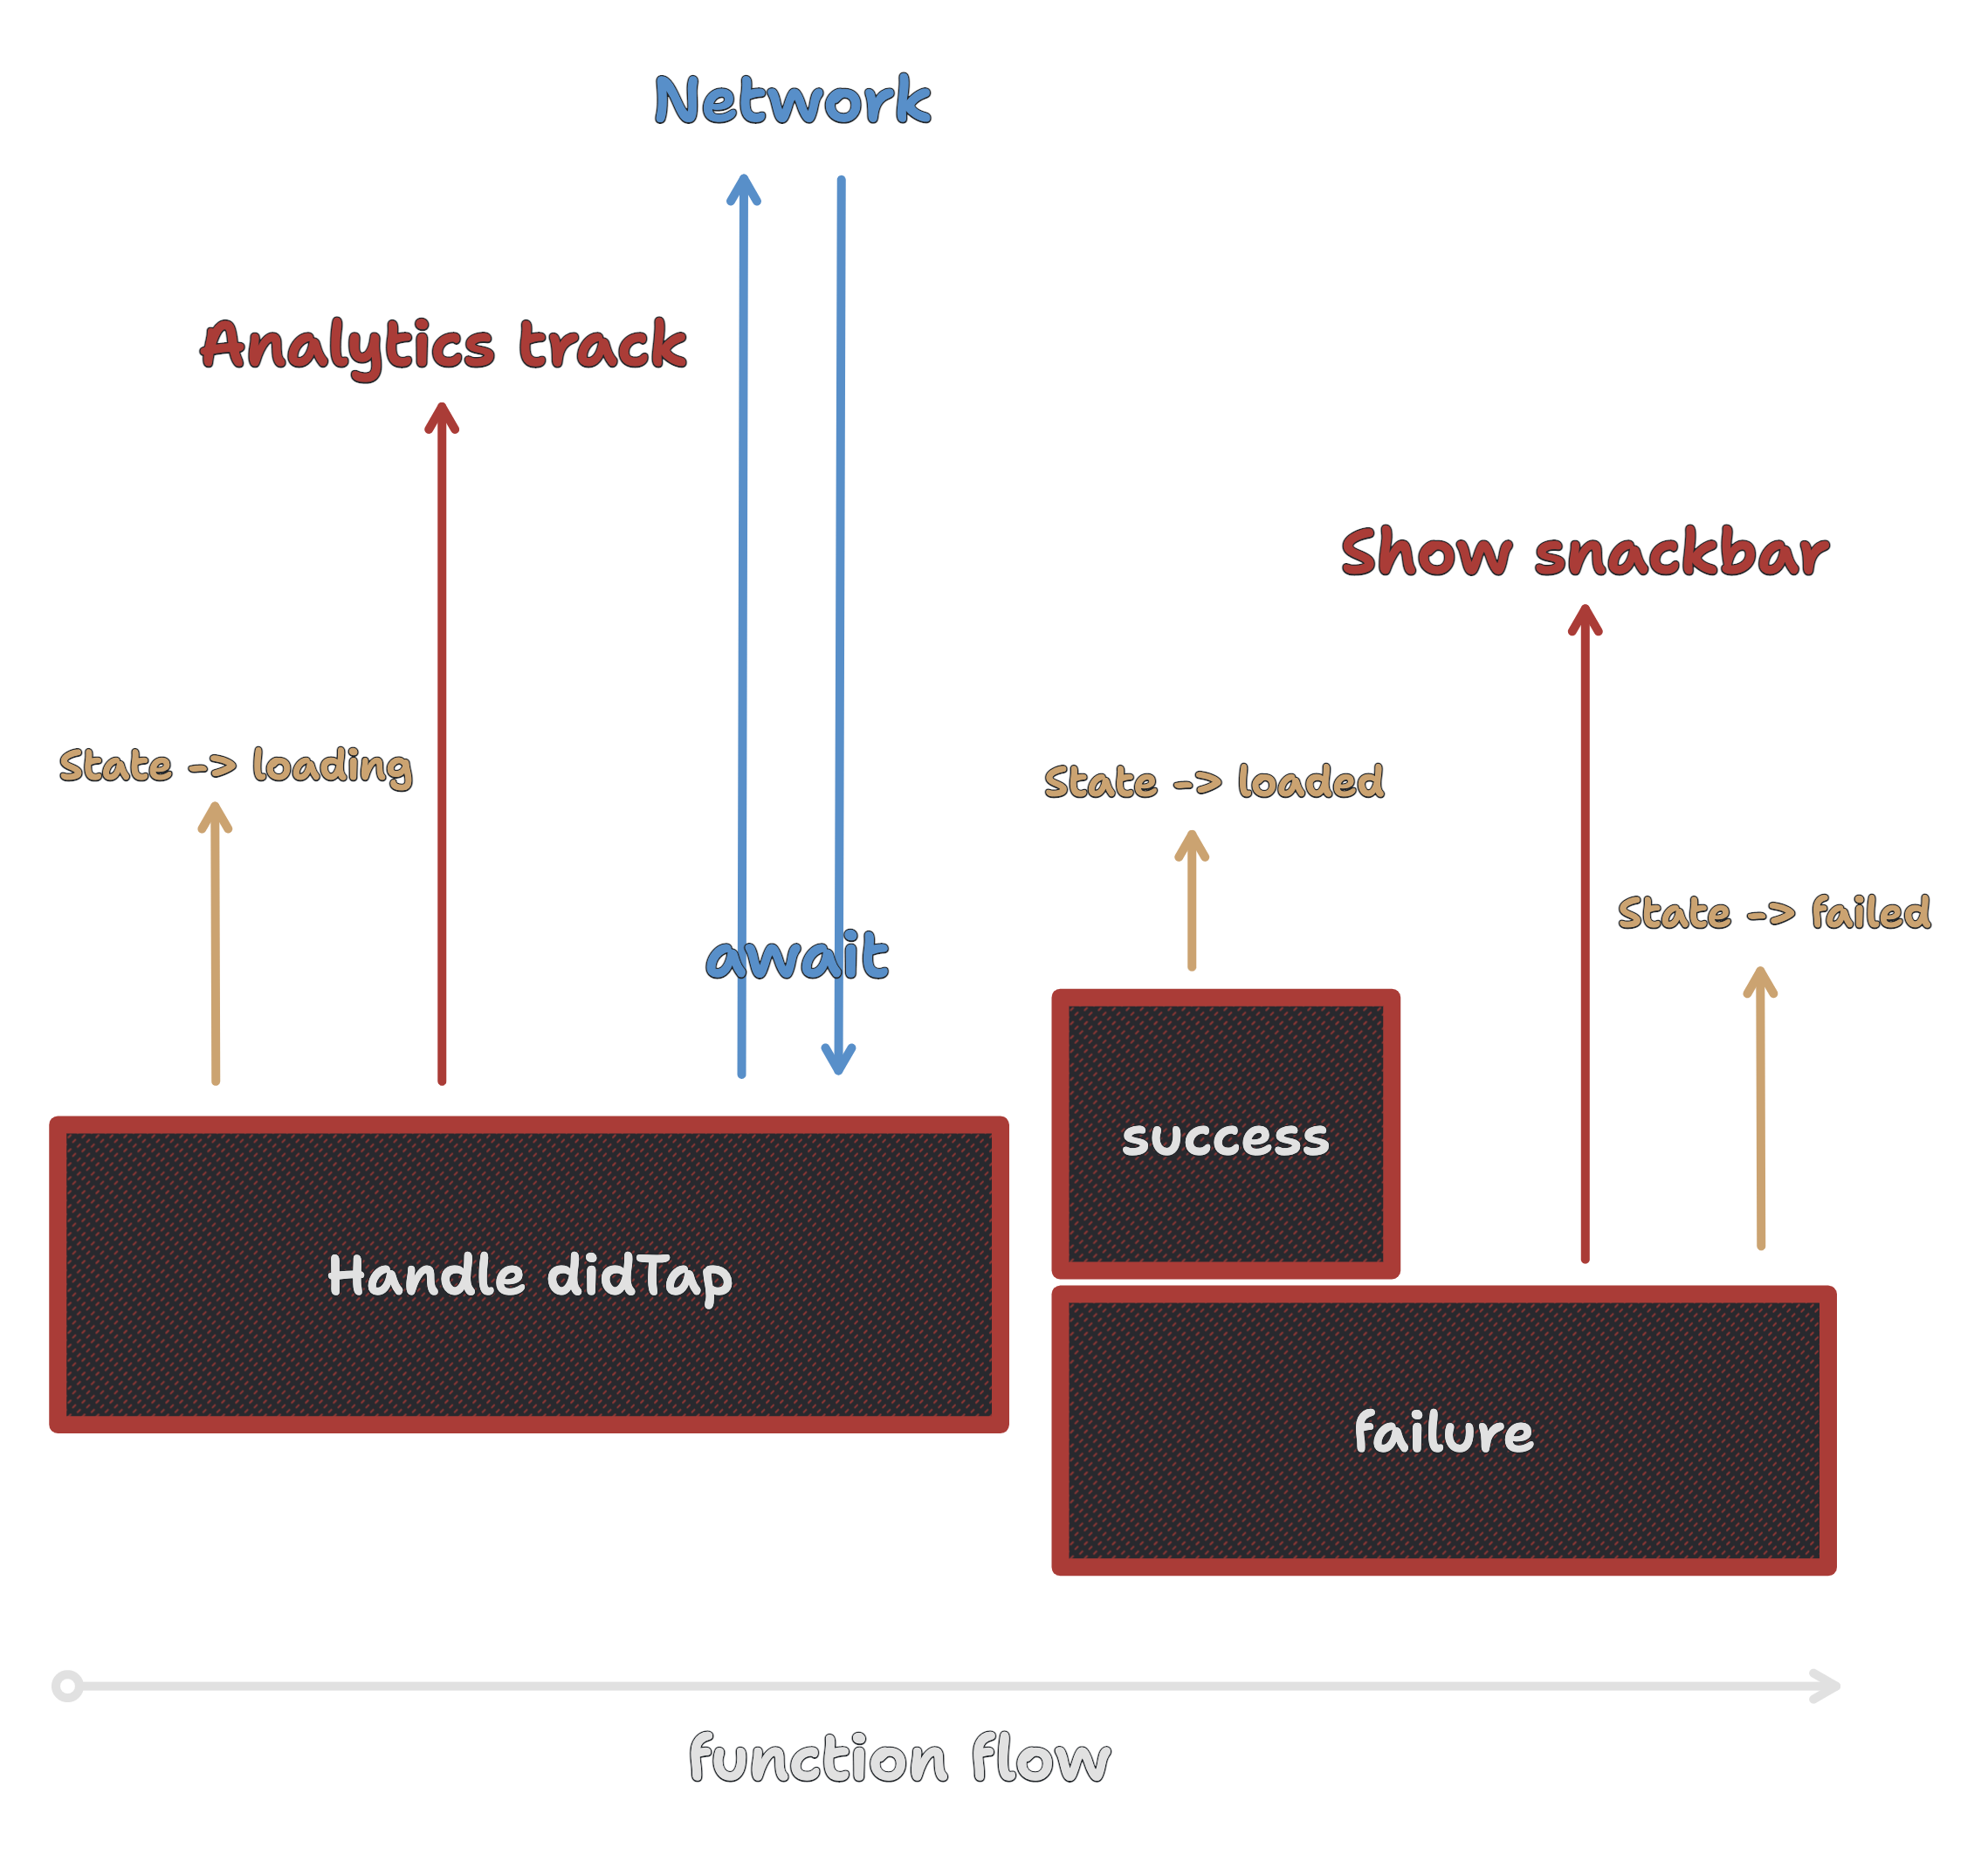 Network
Analytics track
Show snackbar
State -> loading
State -> loaded
State -> failed
await
success
Handle didTap
failure
function flow